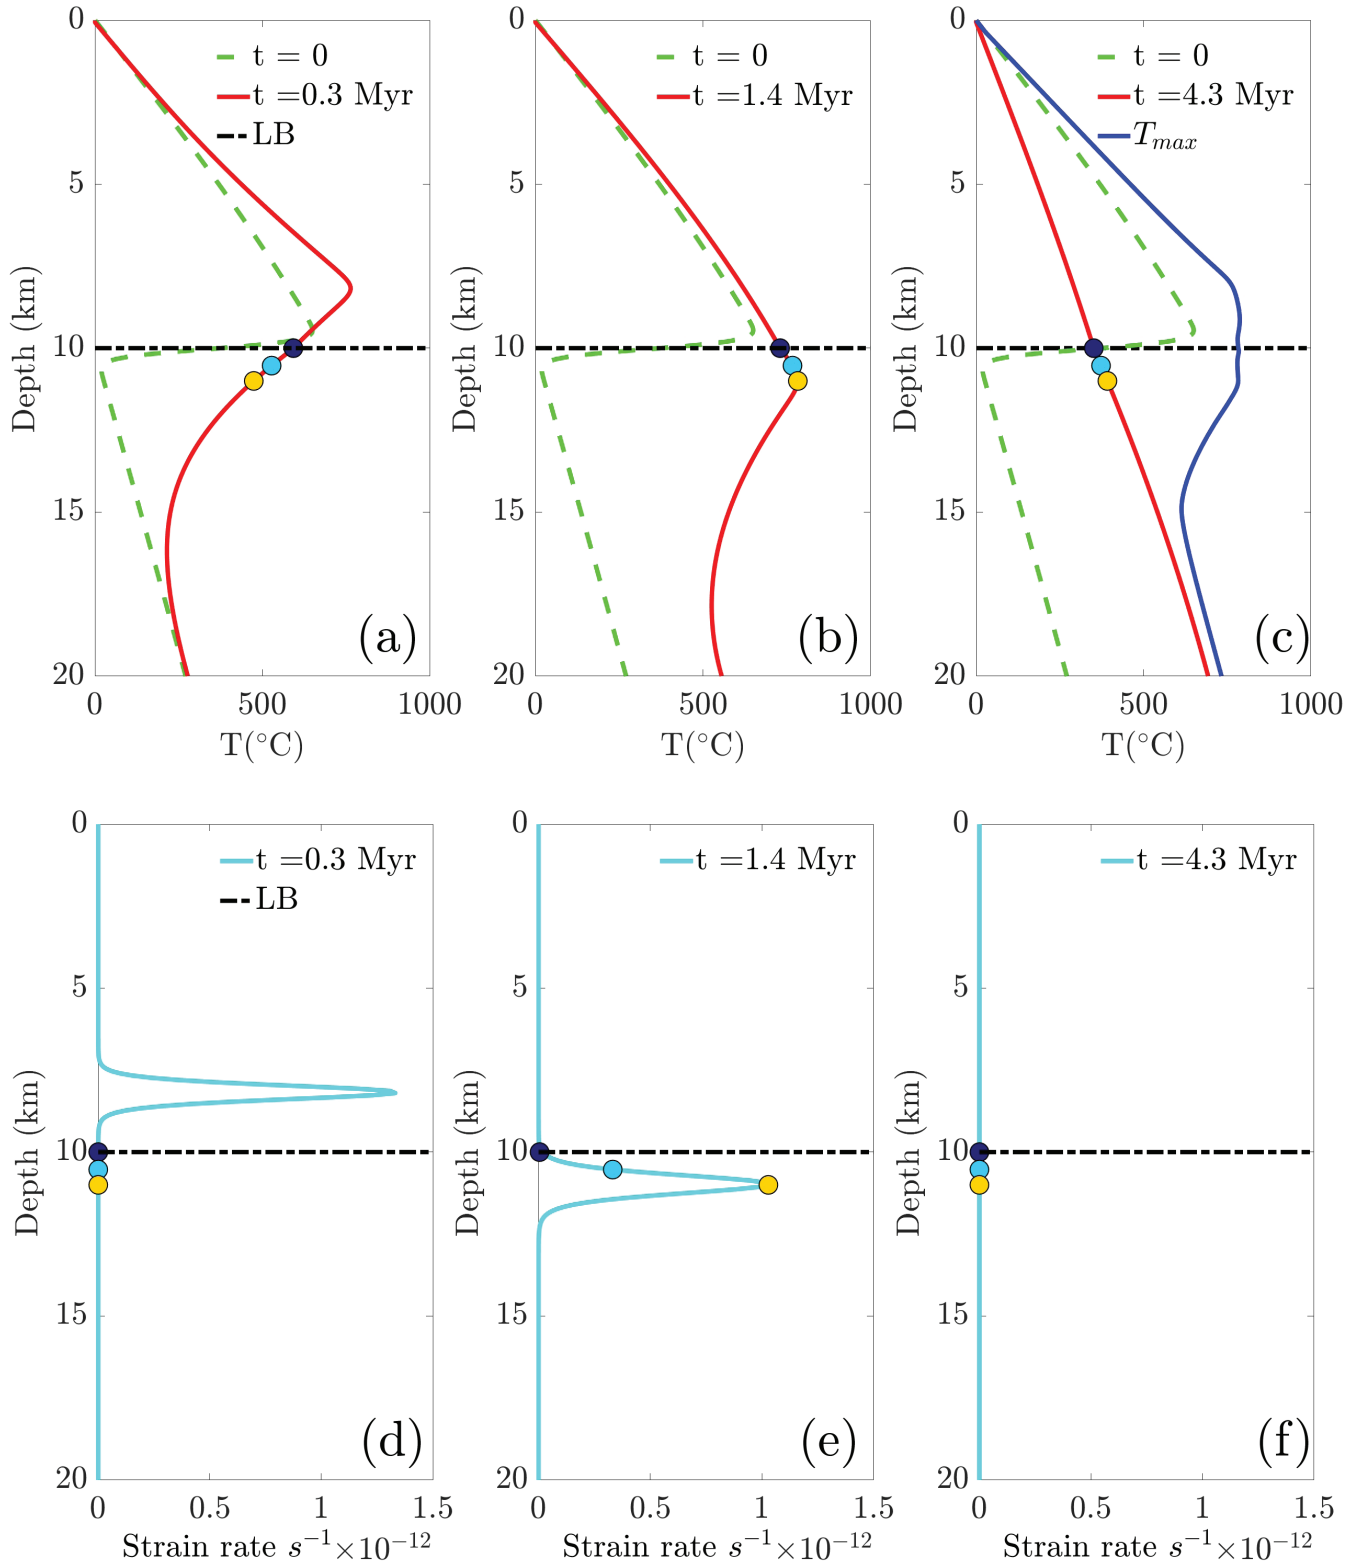 t = 0
t =0.3 Myr
LB
0
5
10
15
20
Depth (km)
(a)
0 500 1000
T(°C)
t = 0
t =1.4 Myr
0
5
10
15
20
Depth (km)
(b)
0 500 1000
T(°C)
t = 0
t =4.3 Myr
T_max
0
5
10
15
20
Depth (km)
(c)
0 500 1000
T(°C)
t =0.3 Myr
LB
0
5
10
15
20
Depth (km)
(d)
0 0.5 1 1.5
Strain rate s⁻¹×10⁻¹²
t =1.4 Myr
0
5
10
15
20
Depth (km)
(e)
0 0.5 1 1.5
Strain rate s⁻¹×10⁻¹²
t =4.3 Myr
0
5
10
15
20
Depth (km)
(f)
0 0.5 1 1.5
Strain rate s⁻¹×10⁻¹²